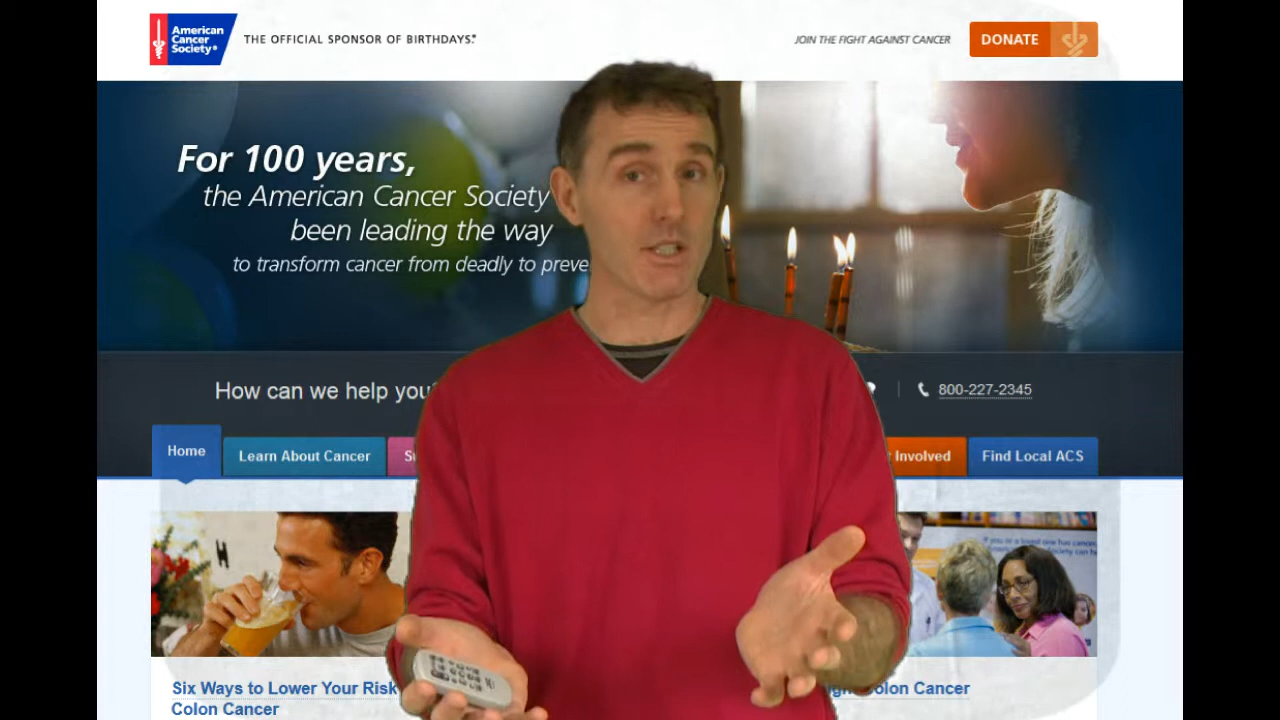 American
Cancer
Society®
THE OFFICIAL SPONSOR OF BIRTHDAYS.®
JOIN THE FIGHT AGAINST CANCER
DONATE
For 100 years,
the American Cancer Society
been leading the way
to transform cancer from deadly to preve
How can we help you?
800-227-2345
Home
Learn About Cancer
Involved
Find Local ACS
Six Ways to Lower Your Risk
Colon Cancer
Colon Cancer